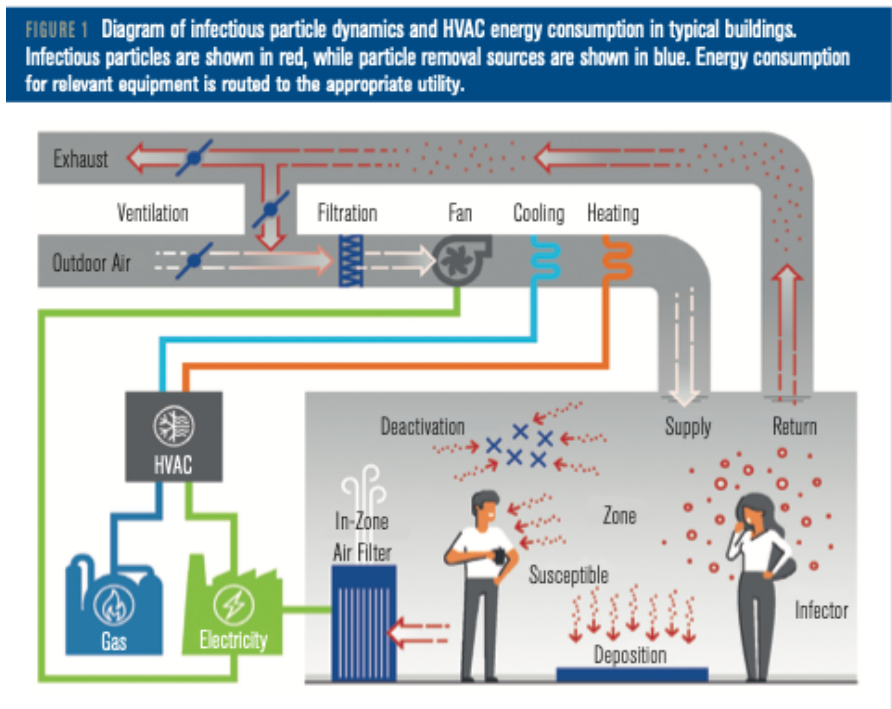 FIGURE 1 Diagram of infectious particle dynamics and HVAC energy consumption in typical buildings.
Infectious particles are shown in red, while particle removal sources are shown in blue. Energy consumption
for relevant equipment is routed to the appropriate utility.
Exhaust
Ventilation
Filtration
Fan
Cooling
Heating
Outdoor Air
Deactivation
Supply
Return
HVAC
In-Zone
Air Filter
Zone
Susceptible
Infector
Gas
Electricity
Deposition